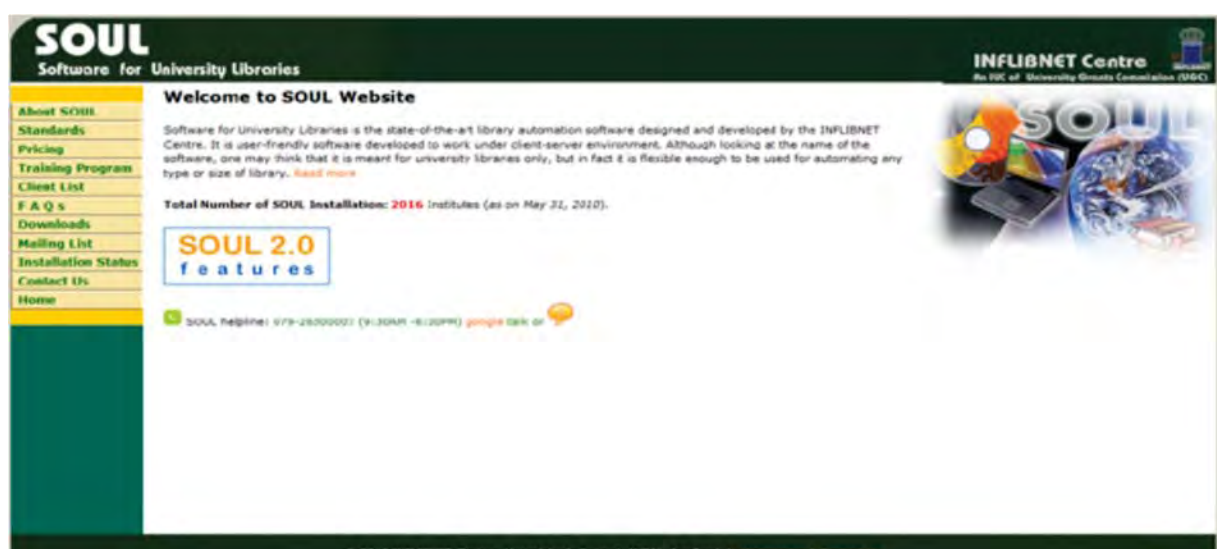 SOUL
Software for University Libraries
INFLIBNET Centre
An IUC of University Grants Commission (UGC)
About SOUL
Standards
Pricing
Training Program
Client List
F A Q s
Downloads
Mailing List
Installation Status
Contact Us
Home
Welcome to SOUL Website
Software for University Libraries is the state-of-the-art library automation software designed and developed by the INFLIBNET
Centre. It is user-friendly software developed to work under client-server environment. Although looking at the name of the
software, one may think that it is meant for university libraries only, but in fact it is flexible enough to be used for automating any
type or size of library. Read more
Total Number of SOUL Installation: 2016 Institutes (as on May 31, 2010).
SOUL 2.0
features
SOUL helpline: (9:30AM -6:30PM) google talk or
SOUL